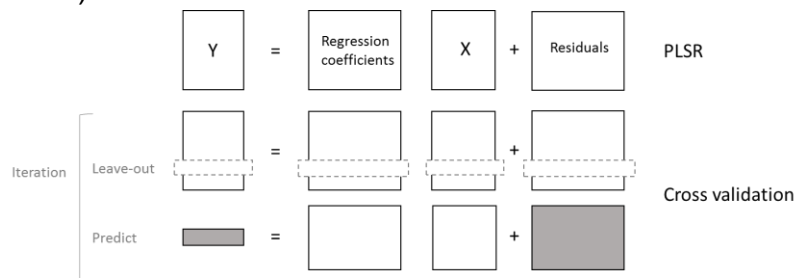 )
Y = Regression coefficients X + Residuals PLSR
= +
Iteration Leave-out
Cross validation
Predict = +